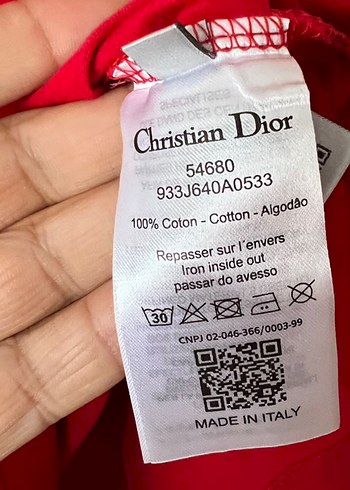 Christian Dior
54680
933J640A0533
100% Coton - Cotton - Algodão
Repasser sur l'envers
Iron inside out
passar do avesso
30
CNPJ 02-046-366/0003-99
MADE IN ITALY